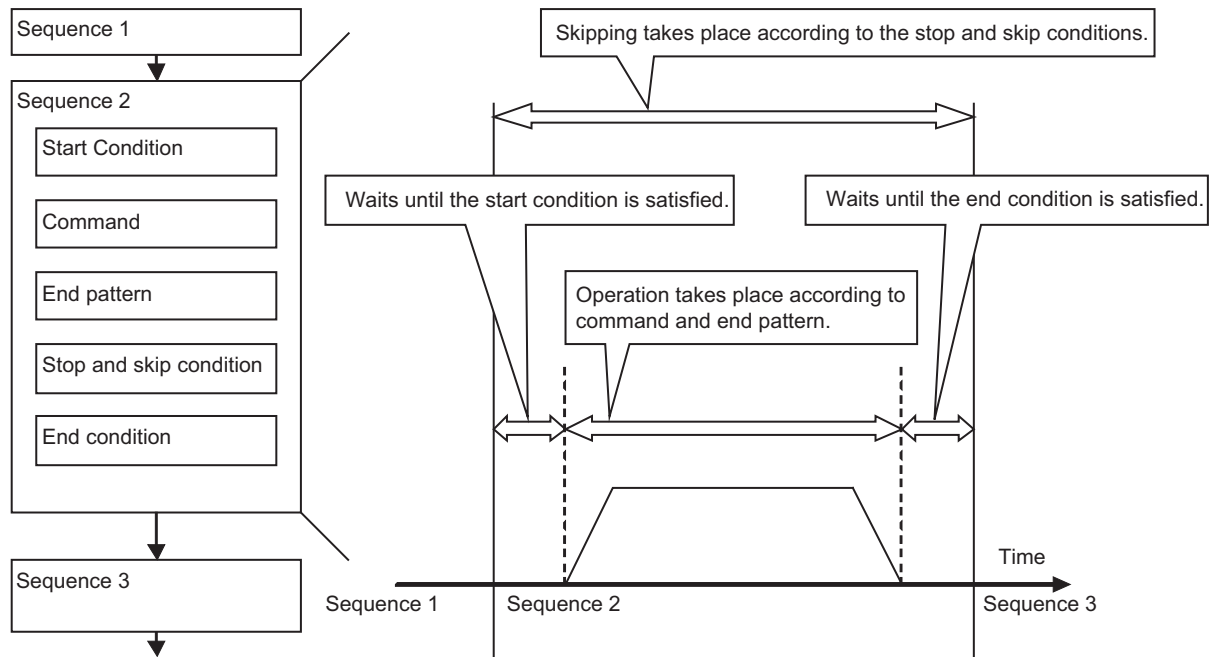 Sequence 1
Sequence 2
Start Condition
Command
End pattern
Stop and skip condition
End condition
Sequence 3
Skipping takes place according to the stop and skip conditions.
Waits until the start condition is satisfied.
Waits until the end condition is satisfied.
Operation takes place according to
command and end pattern.
Time
Sequence 1
Sequence 2
Sequence 3